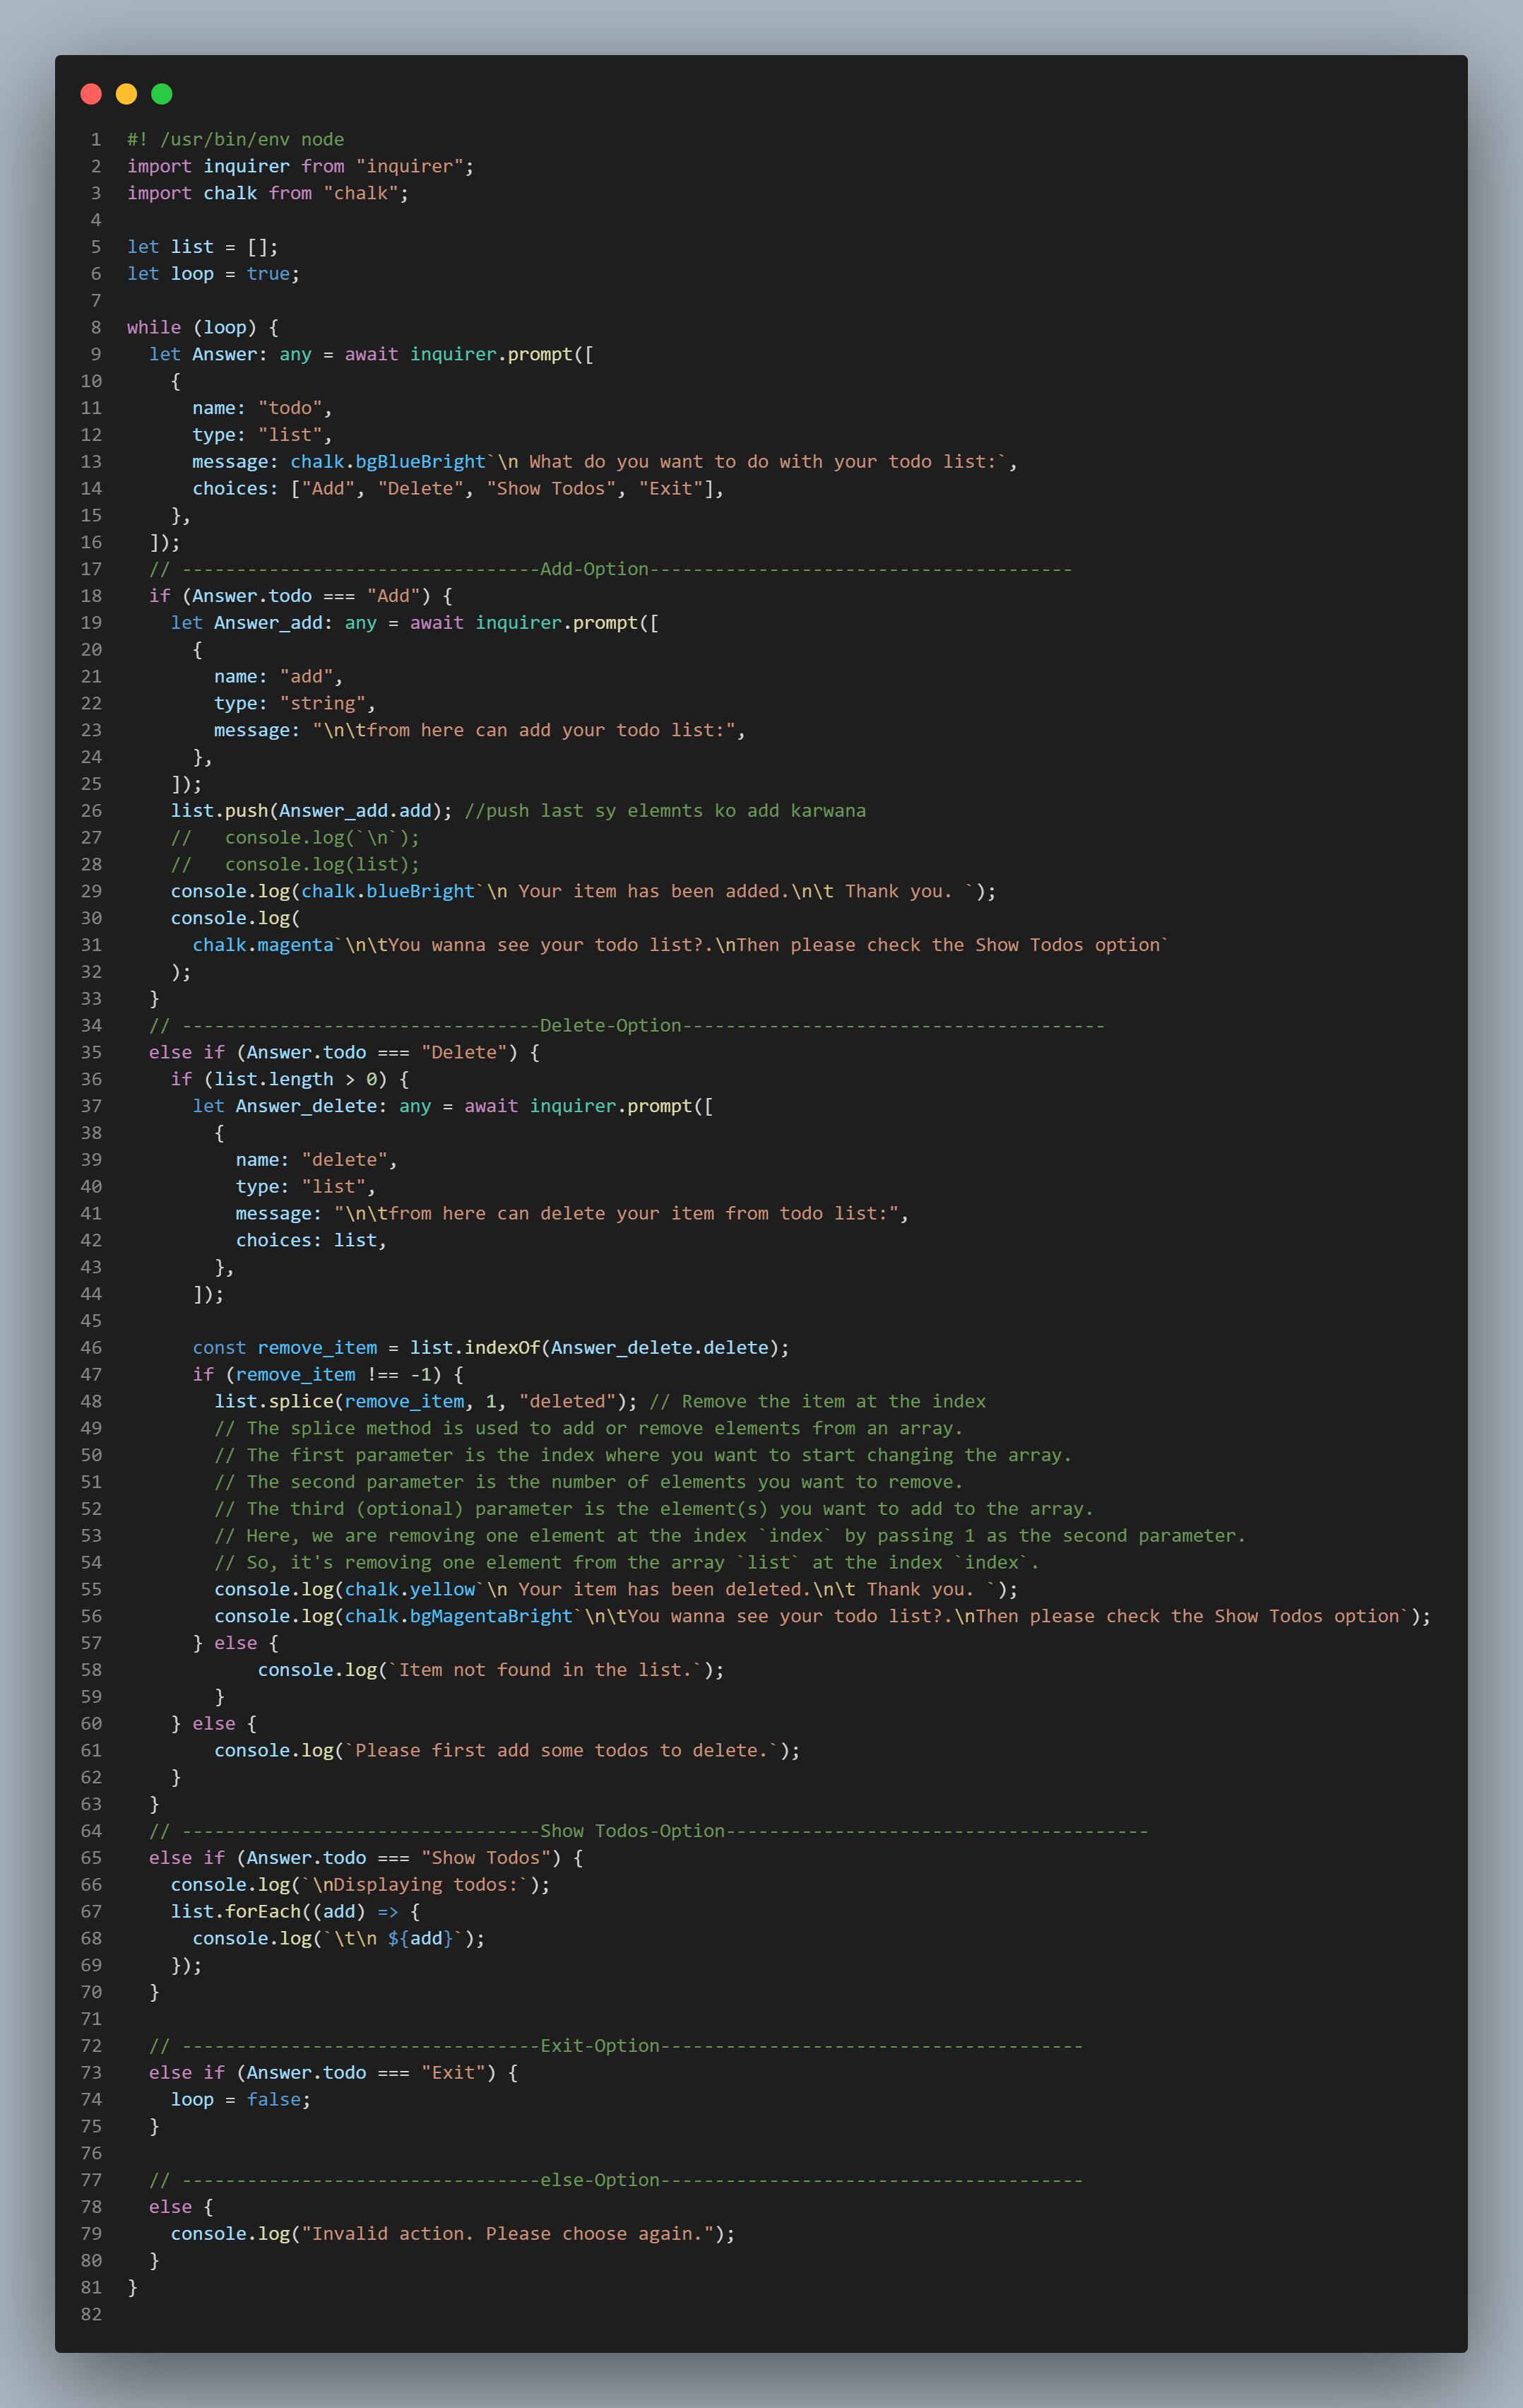 1 #! /usr/bin/env node
2 import inquirer from "inquirer";
3 import chalk from "chalk";
4
5 let list = [];
6 let loop = true;
7
8 while (loop) {
9   let Answer: any = await inquirer.prompt([
10     {
11       name: "todo",
12       type: "list",
13       message: chalk.bgBlueBright`\n What do you want to do with your todo list:`,
14       choices: ["Add", "Delete", "Show Todos", "Exit"],
15     },
16   ]);
17   // ---------------------------------Add-Option---------------------------------------
18   if (Answer.todo === "Add") {
19     let Answer_add: any = await inquirer.prompt([
20       {
21         name: "add",
22         type: "string",
23         message: "\n\tfrom here can add your todo list:",
24       },
25     ]);
26     list.push(Answer_add.add); //push last sy elemnts ko add karwana
27     //   console.log(`\n`);
28     //   console.log(list);
29     console.log(chalk.blueBright`\n Your item has been added.\n\t Thank you. `);
30     console.log(
31       chalk.magenta`\n\tYou wanna see your todo list?.\nThen please check the Show Todos option`
32     );
33   }
34   // ---------------------------------Delete-Option---------------------------------------
35   else if (Answer.todo === "Delete") {
36     if (list.length > 0) {
37       let Answer_delete: any = await inquirer.prompt([
38         {
39           name: "delete",
40           type: "list",
41           message: "\n\tfrom here can delete your item from todo list:",
42           choices: list,
43         },
44       ]);
45
46       const remove_item = list.indexOf(Answer_delete.delete);
47       if (remove_item !== -1) {
48         list.splice(remove_item, 1, "deleted"); // Remove the item at the index
49         // The splice method is used to add or remove elements from an array.
50         // The first parameter is the index where you want to start changing the array.
51         // The second parameter is the number of elements you want to remove.
52         // The third (optional) parameter is the element(s) you want to add to the array.
53         // Here, we are removing one element at the index `index` by passing 1 as the second parameter.
54         // So, it's removing one element from the array `list` at the index `index`.
55         console.log(chalk.yellow`\n Your item has been deleted.\n\t Thank you. `);
56         console.log(chalk.bgMagentaBright`\n\tYou wanna see your todo list?.\nThen please check the Show Todos option`);
57       } else {
58             console.log(`Item not found in the list.`);
59         }
60     } else {
61         console.log(`Please first add some todos to delete.`);
62     }
63   }
64   // ---------------------------------Show Todos-Option---------------------------------------
65   else if (Answer.todo === "Show Todos") {
66     console.log(`\nDisplaying todos:`);
67     list.forEach((add) => {
68       console.log(`\t\n ${add}`);
69     });
70   }
71
72   // ---------------------------------Exit-Option---------------------------------------
73   else if (Answer.todo === "Exit") {
74     loop = false;
75   }
76
77   // ---------------------------------else-Option---------------------------------------
78   else {
79     console.log("Invalid action. Please choose again.");
80   }
81 }
82